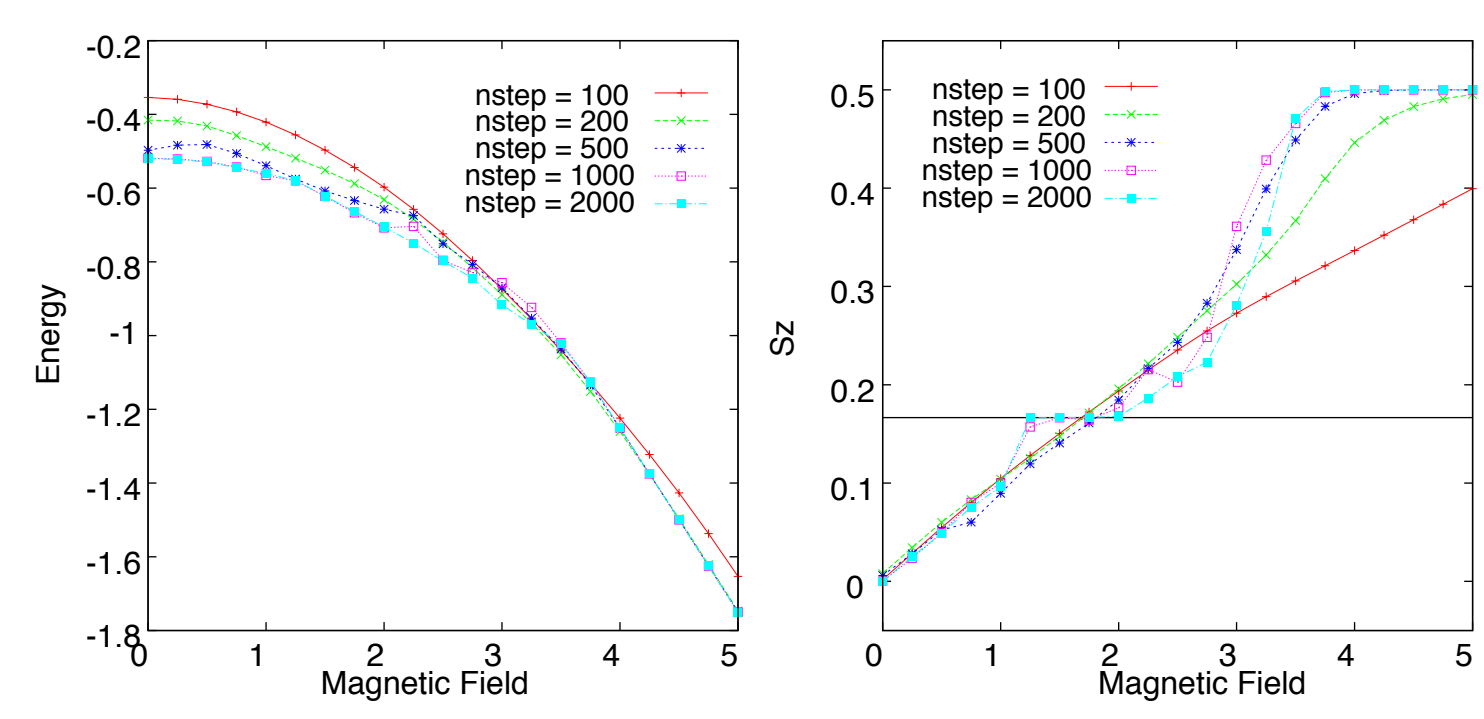 -0.2
-0.4
-0.6
-0.8
-1
-1.2
-1.4
-1.6
-1.8
Energy
nstep = 100
nstep = 200
nstep = 500
nstep = 1000
nstep = 2000
0 1 2 3 4 5
Magnetic Field
0.5
0.4
0.3
0.2
0.1
0
Sz
nstep = 100
nstep = 200
nstep = 500
nstep = 1000
nstep = 2000
0 1 2 3 4 5
Magnetic Field